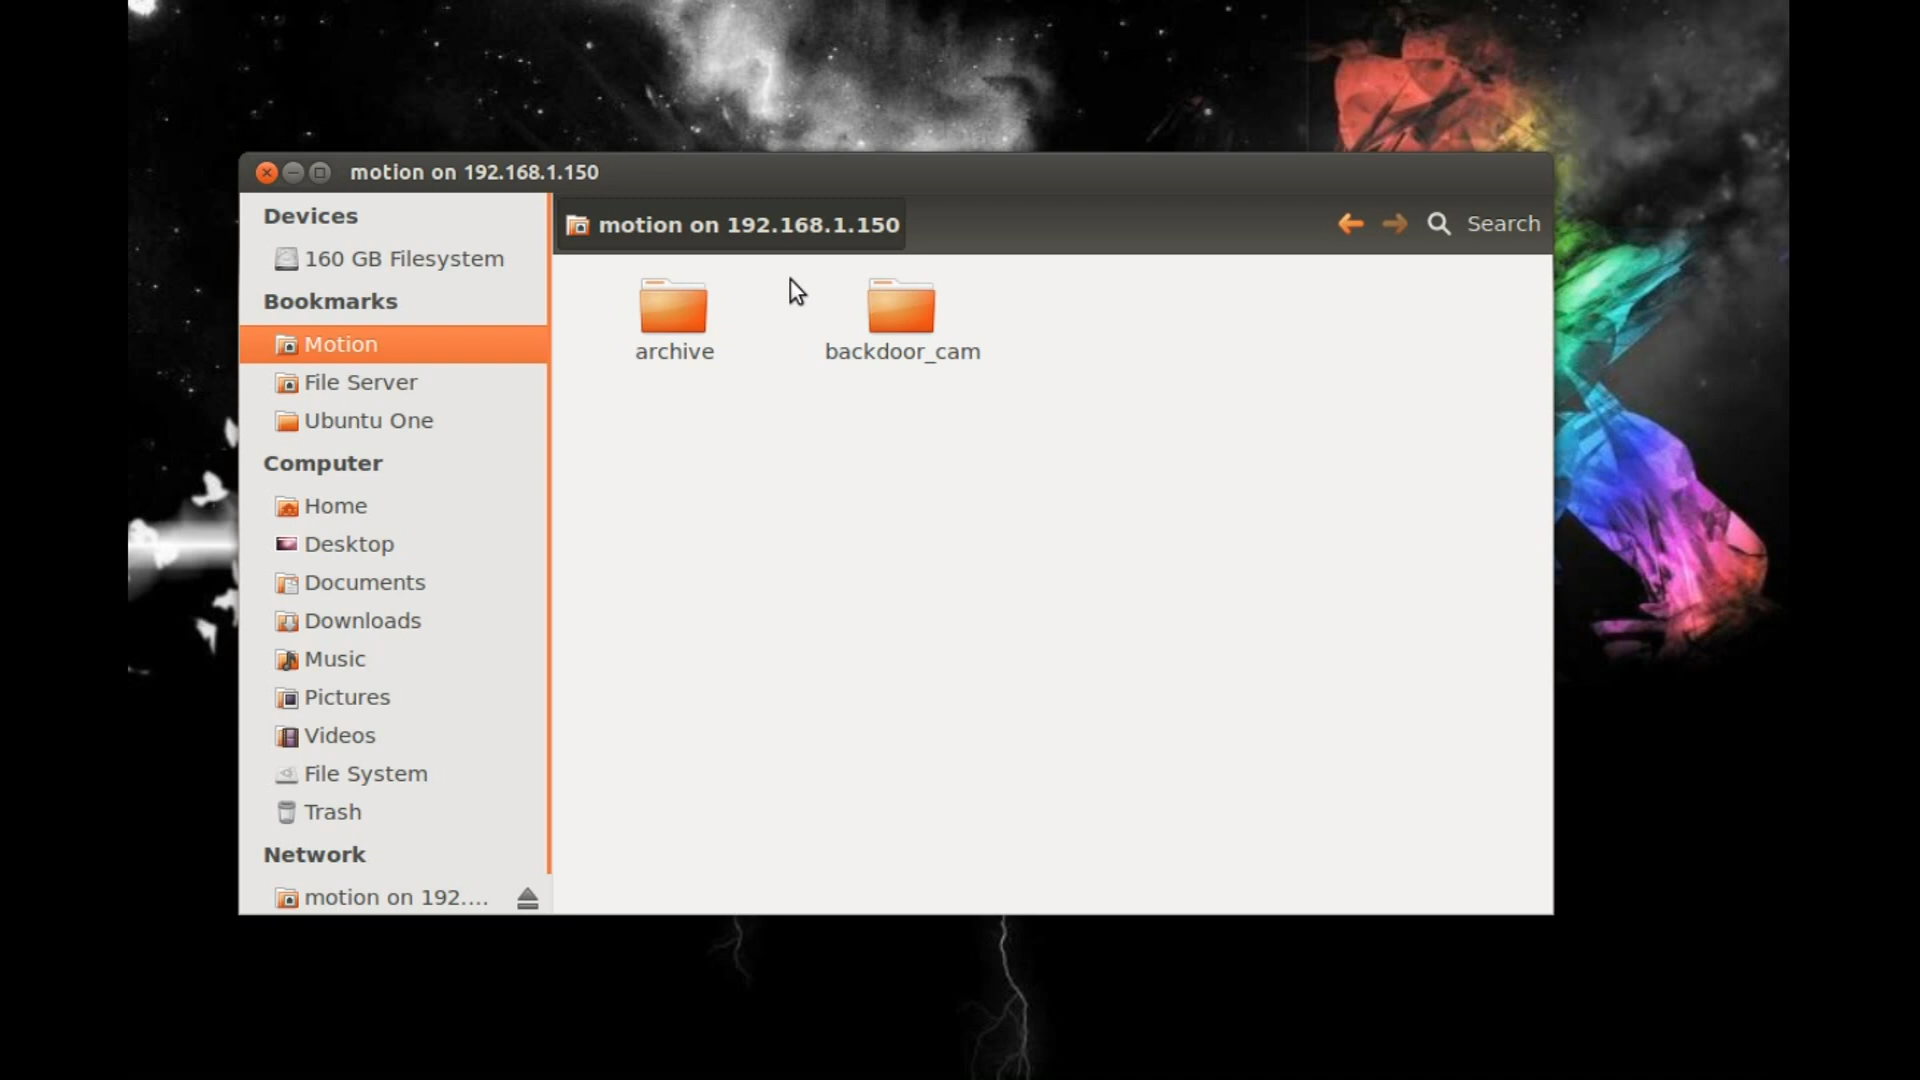 motion on 192.168.1.150
Devices
160 GB Filesystem
Bookmarks
Motion
File Server
Ubuntu One
Computer
Home
Desktop
Documents
Downloads
Music
Pictures
Videos
File System
Trash
Network
motion on 192....
motion on 192.168.1.150
Search
archive
backdoor_cam